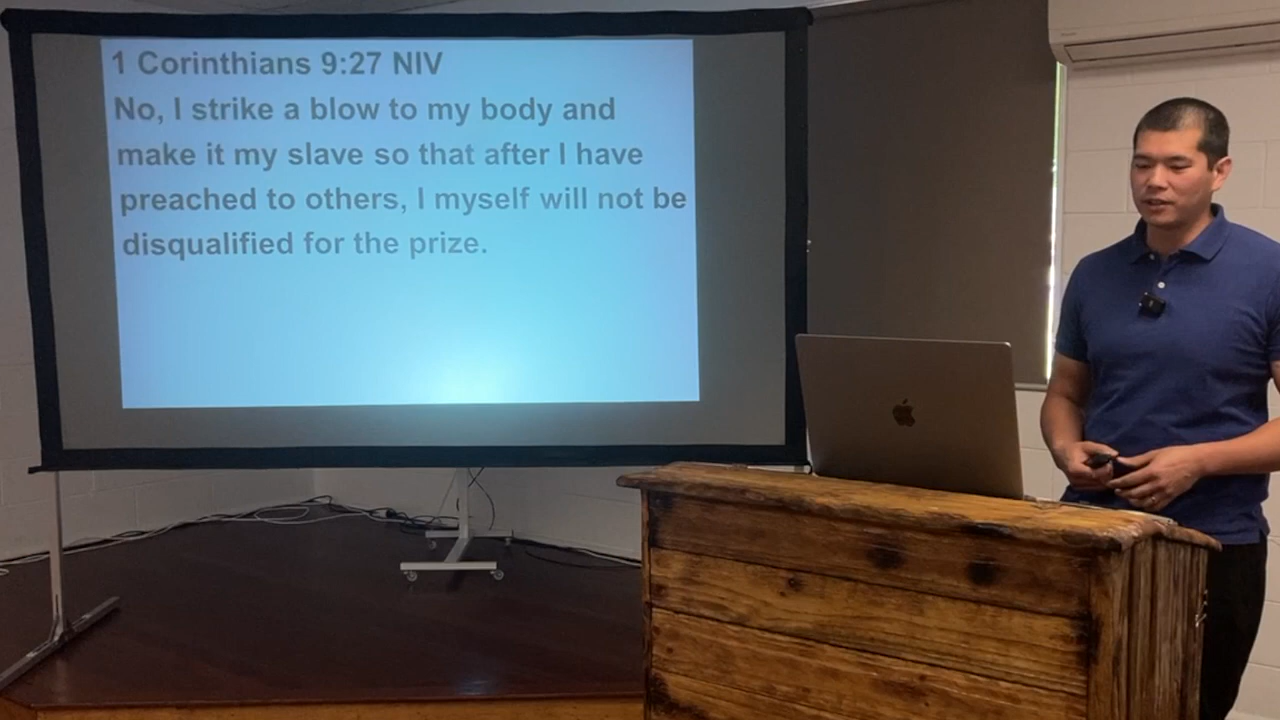 1 Corinthians 9:27 NIV
No, I strike a blow to my body and
make it my slave so that after I have
preached to others, I myself will not be
disqualified for the prize.